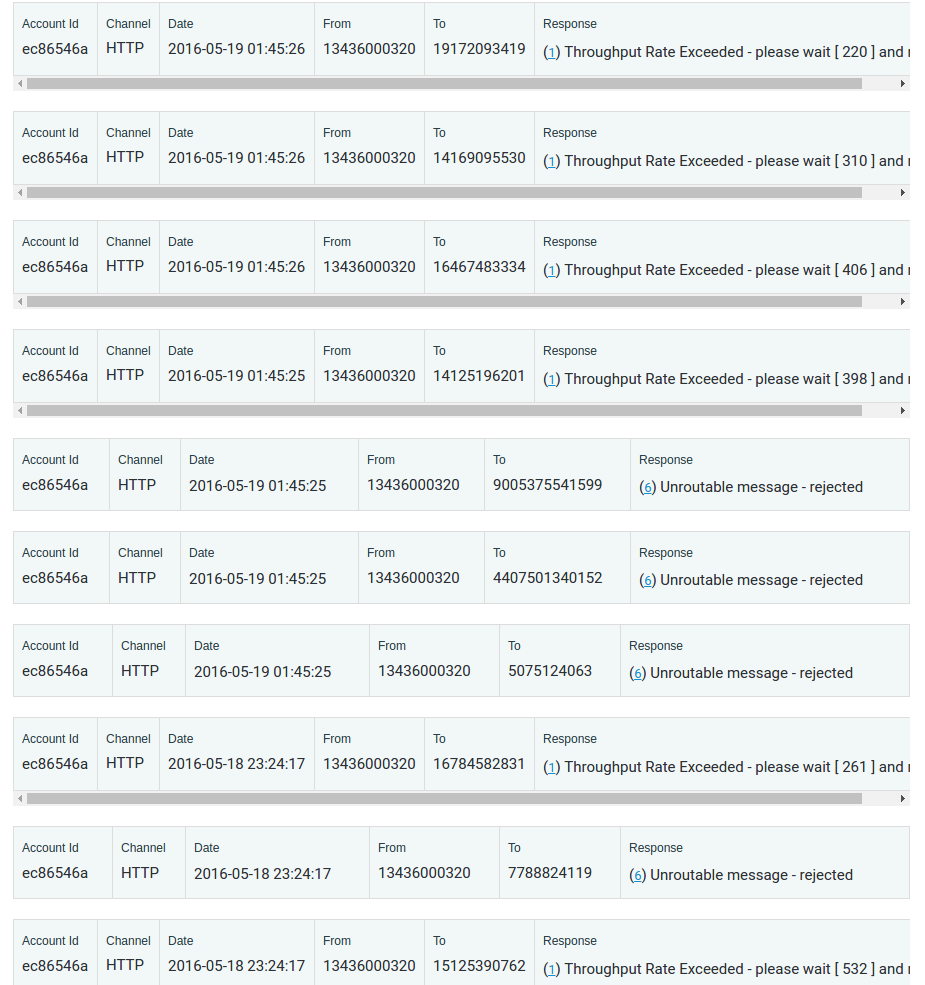 Account Id Channel Date From To Response
ec86546a HTTP 2016-05-19 01:45:26 13436000320 19172093419 (1) Throughput Rate Exceeded - please wait [ 220 ] and
Account Id Channel Date From To Response
ec86546a HTTP 2016-05-19 01:45:26 13436000320 14169095530 (1) Throughput Rate Exceeded - please wait [ 310 ] and
Account Id Channel Date From To Response
ec86546a HTTP 2016-05-19 01:45:26 13436000320 16467483334 (1) Throughput Rate Exceeded - please wait [ 406 ] and
Account Id Channel Date From To Response
ec86546a HTTP 2016-05-19 01:45:25 13436000320 14125196201 (1) Throughput Rate Exceeded - please wait [ 398 ] and
Account Id Channel Date From To Response
ec86546a HTTP 2016-05-19 01:45:25 13436000320 9005375541599 (6) Unroutable message - rejected
Account Id Channel Date From To Response
ec86546a HTTP 2016-05-19 01:45:25 13436000320 4407501340152 (6) Unroutable message - rejected
Account Id Channel Date From To Response
ec86546a HTTP 2016-05-19 01:45:25 13436000320 5075124063 (6) Unroutable message - rejected
Account Id Channel Date From To Response
ec86546a HTTP 2016-05-18 23:24:17 13436000320 16784582831 (1) Throughput Rate Exceeded - please wait [ 261 ] and
Account Id Channel Date From To Response
ec86546a HTTP 2016-05-18 23:24:17 13436000320 7788824119 (6) Unroutable message - rejected
Account Id Channel Date From To Response
ec86546a HTTP 2016-05-18 23:24:17 13436000320 15125390762 (1) Throughput Rate Exceeded - please wait [ 532 ] and